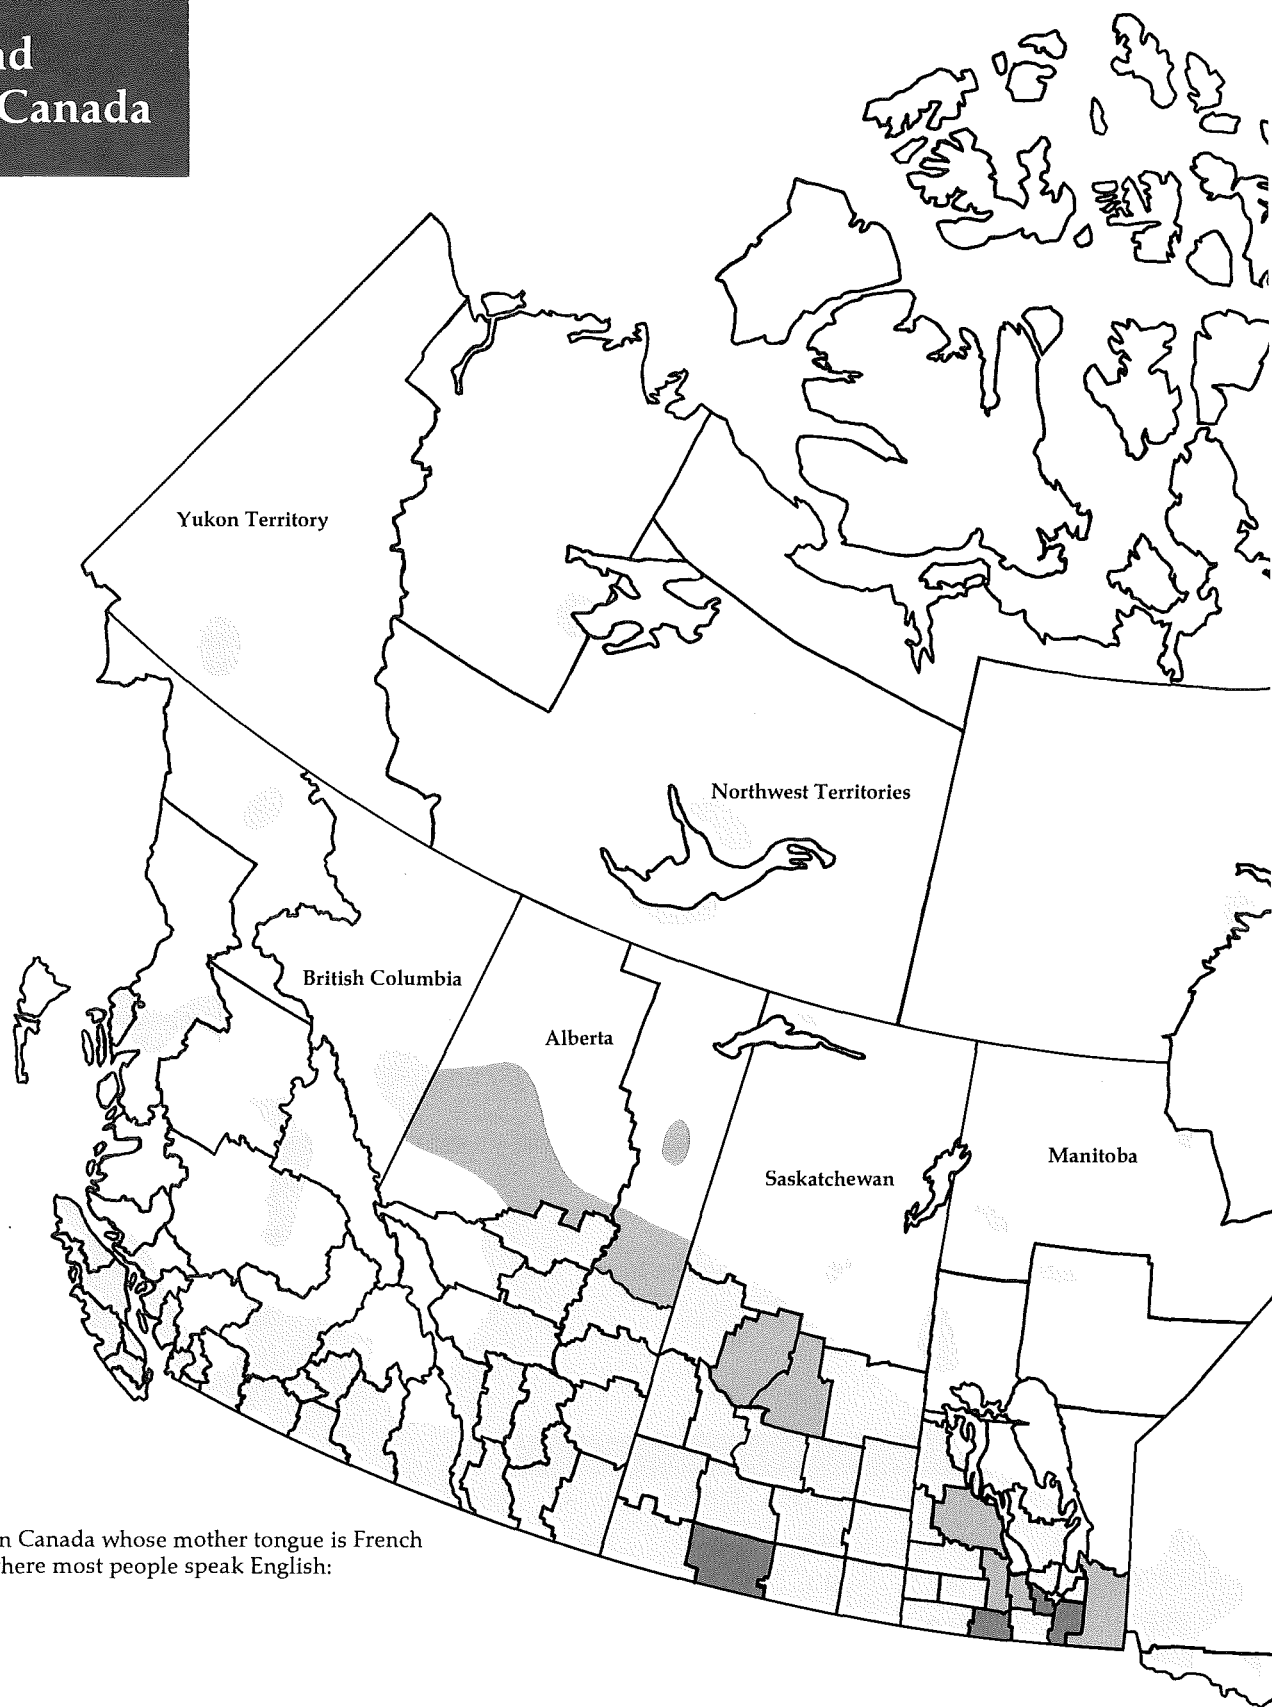 nd
Canada
Yukon Territory
Northwest Territories
British Columbia
Alberta
Saskatchewan
Manitoba
n Canada whose mother tongue is French
here most people speak English: